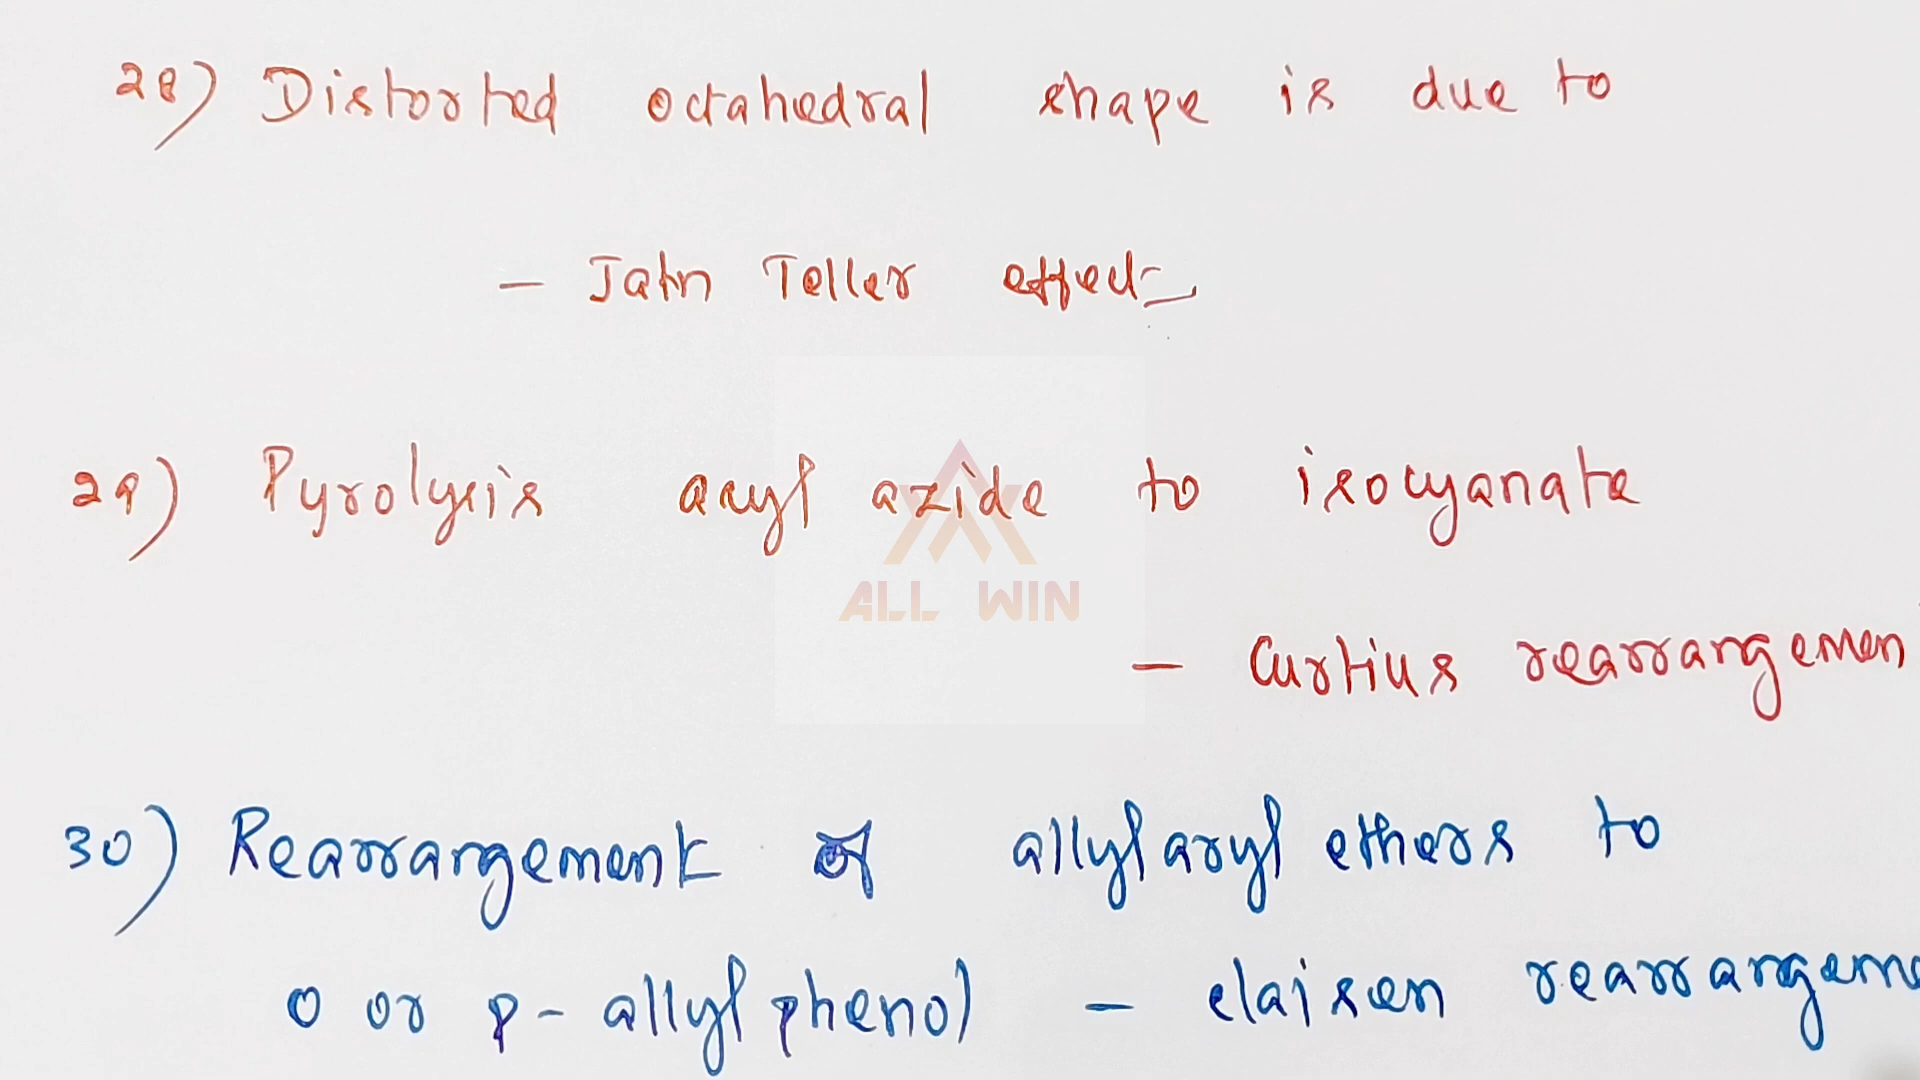 28) Distorted octahedral shape is due to
- Jahn Teller effect
29) Pyrolysis acyl azide to isocyanate
ALL WIN
- Curtius rearrangemen
30) Rearrangement of allyl aryl ethers to
o or p- allyl phenol - claisen rearrangeme